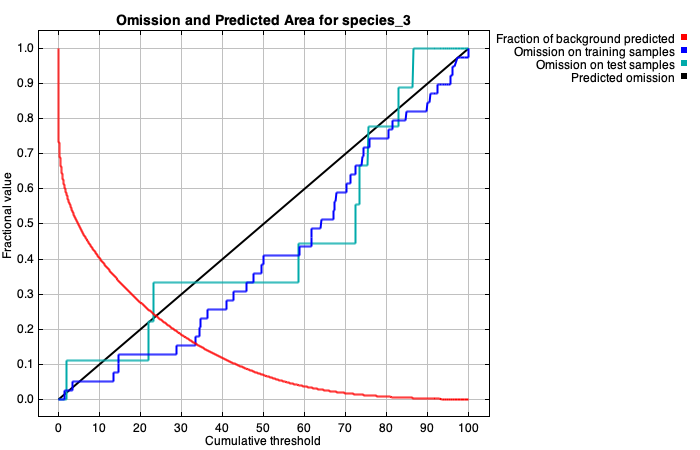 Omission and Predicted Area for species_3
Fraction of background predicted
Omission on training samples
Omission on test samples
Predicted omission
Fractional value
1.0
0.9
0.8
0.7
0.6
0.5
0.4
0.3
0.2
0.1
0.0
0 10 20 30 40 50 60 70 80 90 100
Cumulative threshold